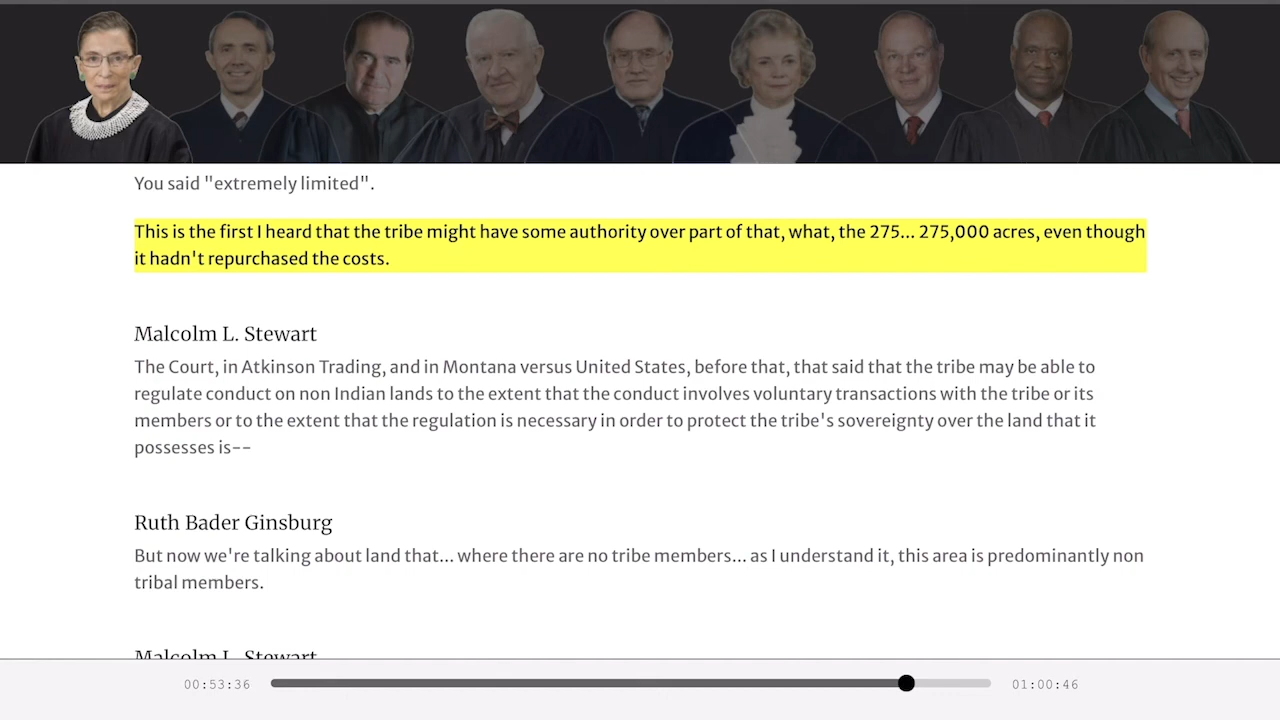 You said "extremely limited".
This is the first I heard that the tribe might have some authority over part of that, what, the 275... 275,000 acres, even though
it hadn't repurchased the costs.
Malcolm L. Stewart
The Court, in Atkinson Trading, and in Montana versus United States, before that, that said that the tribe may be able to
regulate conduct on non Indian lands to the extent that the conduct involves voluntary transactions with the tribe or its
members or to the extent that the regulation is necessary in order to protect the tribe's sovereignty over the land that it
possesses is--
Ruth Bader Ginsburg
But now we're talking about land that... where there are no tribe members... as I understand it, this area is predominantly non
tribal members.
Malcolm L. Stewart
00:53:36
01:00:46